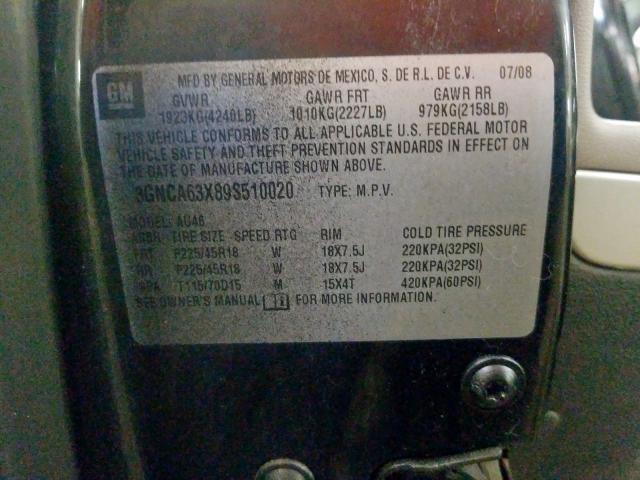 GM MFD BY GENERAL MOTORS DE MEXICO, S. DE R.L. DE C.V. 07/08
GVWR GAWR FRT GAWR RR
1923KG(4240LB) 1010KG(2227LB) 979KG(2158LB)
THIS VEHICLE CONFORMS TO ALL APPLICABLE U.S. FEDERAL MOTOR
VEHICLE SAFETY AND THEFT PREVENTION STANDARDS IN EFFECT ON
THE DATE OF MANUFACTURE SHOWN ABOVE.
3GNCA63X89S510020 TYPE: M.P.V.
MODEL: AC46
TIRE SIZE SPEED RTG RIM COLD TIRE PRESSURE
FRT P225/45R18 W 18X7.5J 220KPA(32PSI)
RR P225/45R18 W 18X7.5J 220KPA(32PSI)
SPA T115/70D15 M 15X4T 420KPA(60PSI)
SEE OWNER'S MANUAL FOR MORE INFORMATION.